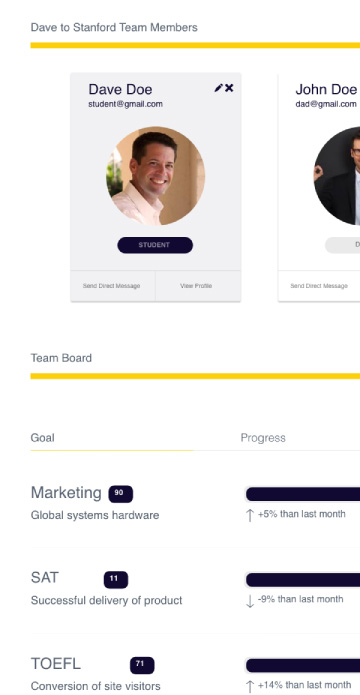 Dave to Stanford Team Members
Dave Doe
student@gmail.com
STUDENT
Send Direct Message
View Profile
John Doe
dad@gmail.com
D
Send Direct Message
Team Board
Goal
Progress
Marketing 90
Global systems hardware
+5% than last month
SAT 11
Successful delivery of product
-9% than last month
TOEFL 71
Conversion of site visitors
+14% than last month